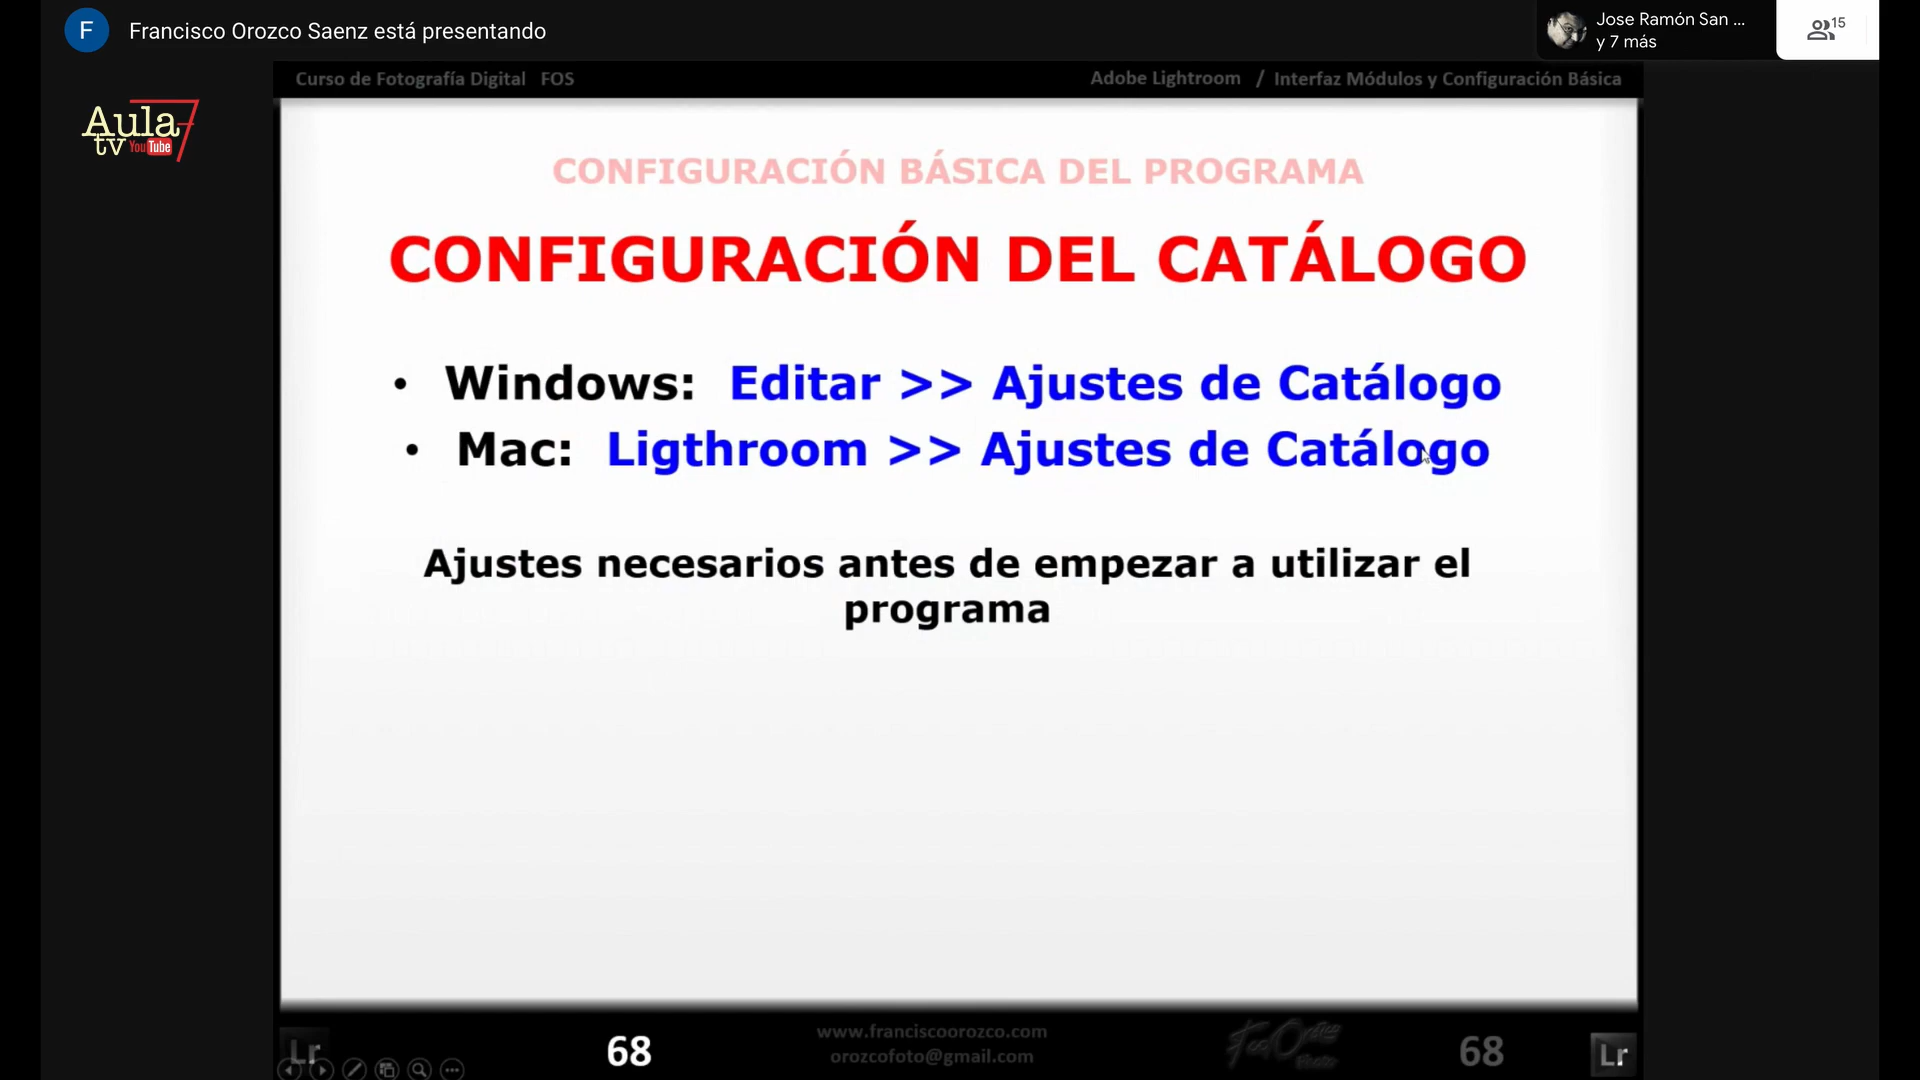 F Francisco Orozco Saenz está presentando
Jose Ramón San ...
y 7 más
15
Curso de Fotografía Digital FOS
Adobe Lightroom / Interfaz Módulos y Configuración Básica
Aula 7
tv YouTube
CONFIGURACIÓN BÁSICA DEL PROGRAMA
CONFIGURACIÓN DEL CATÁLOGO
• Windows: Editar >> Ajustes de Catálogo
• Mac: Ligthroom >> Ajustes de Catálogo
Ajustes necesarios antes de empezar a utilizar el
programa
Lr
68
www.franciscoorozco.com
orozcofoto@gmail.com
68
Lr